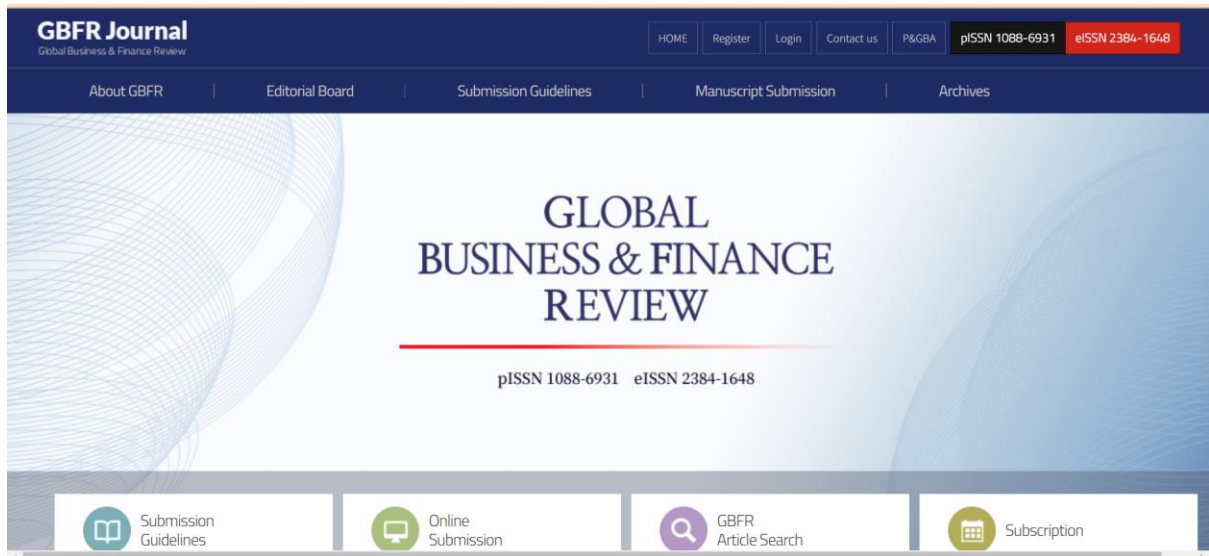 GBFR Journal
Global Business & Finance Review
HOME Register Login Contact us P&GBA pISSN 1088-6931 eISSN 2384-1648
About GBFR | Editorial Board | Submission Guidelines | Manuscript Submission | Archives
GLOBAL
BUSINESS & FINANCE
REVIEW
pISSN 1088-6931 eISSN 2384-1648
Submission
Guidelines
Online
Submission
GBFR
Article Search
Subscription